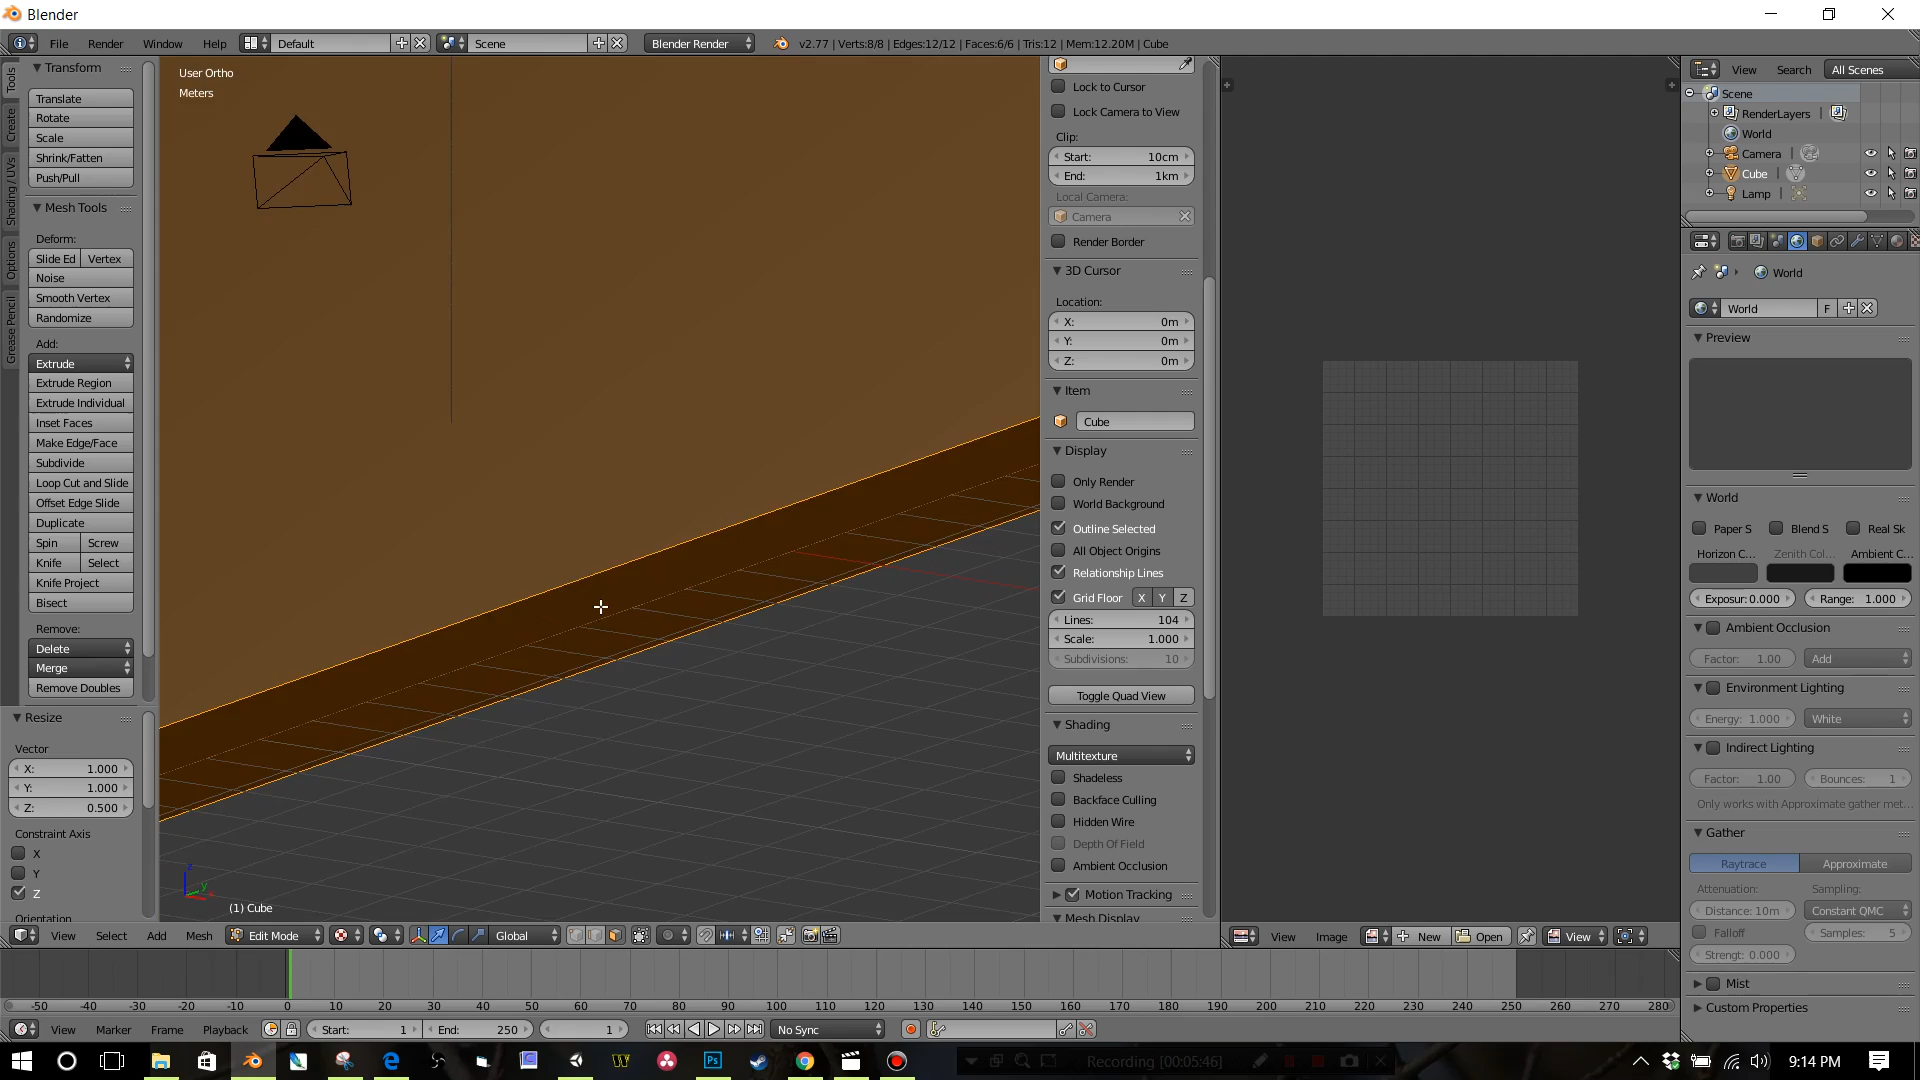 Blender
File Render Window Help Default Scene Blender Render v2.77 | Verts:8/8 | Edges:12/12 | Faces:6/6 | Tris:12 | Mem:12.20M | Cube
Tools
Create
Shading / UVs
Options
Grease Pencil
Transform
Translate
Rotate
Scale
Shrink/Fatten
Push/Pull
Mesh Tools
Deform:
Slide Ed Vertex
Noise
Smooth Vertex
Randomize
Add:
Extrude
Extrude Region
Extrude Individual
Inset Faces
Make Edge/Face
Subdivide
Loop Cut and Slide
Offset Edge Slide
Duplicate
Spin Screw
Knife Select
Knife Project
Bisect
Remove:
Delete
Merge
Remove Doubles
Resize
Vector
X: 1.000
Y: 1.000
Z: 0.500
Constraint Axis
X
Y
Z
Orientation
User Ortho
Meters
z
y
x
(1) Cube
Lock to Cursor
Lock Camera to View
Clip:
Start: 10cm
End: 1km
Local Camera:
Camera
Render Border
3D Cursor
Location:
X: 0m
Y: 0m
Z: 0m
Item
Cube
Display
Only Render
World Background
Outline Selected
All Object Origins
Relationship Lines
Grid Floor X Y Z
Lines: 104
Scale: 1.000
Subdivisions: 10
Toggle Quad View
Shading
Multitexture
Shadeless
Backface Culling
Hidden Wire
Depth Of Field
Ambient Occlusion
Motion Tracking
Mesh Display
View Select Add Mesh Edit Mode Global
View Image New Open View
View Search All Scenes
Scene
RenderLayers |
World
Camera |
Cube |
Lamp |
World
World F
Preview
World
Paper S Blend S Real Sk
Horizon C... Zenith Col... Ambient C...
Exposur: 0.000 Range: 1.000
Ambient Occlusion
Factor: 1.00 Add
Environment Lighting
Energy: 1.000 White
Indirect Lighting
Factor: 1.00 Bounces: 1
Only works with Approximate gather met...
Gather
Raytrace Approximate
Attenuation: Sampling:
Distance: 10m Constant QMC
Falloff Samples: 5
Strengt: 0.000
Mist
Custom Properties
-50 -40 -30 -20 -10 0 10 20 30 40 50 60 70 80 90 100 110 120 130 140 150 160 170 180 190 200 210 220 230 240 250 260 270 280
View Marker Frame Playback Start: 1 End: 250 1 No Sync
Recording [00:05:46]
9:14 PM